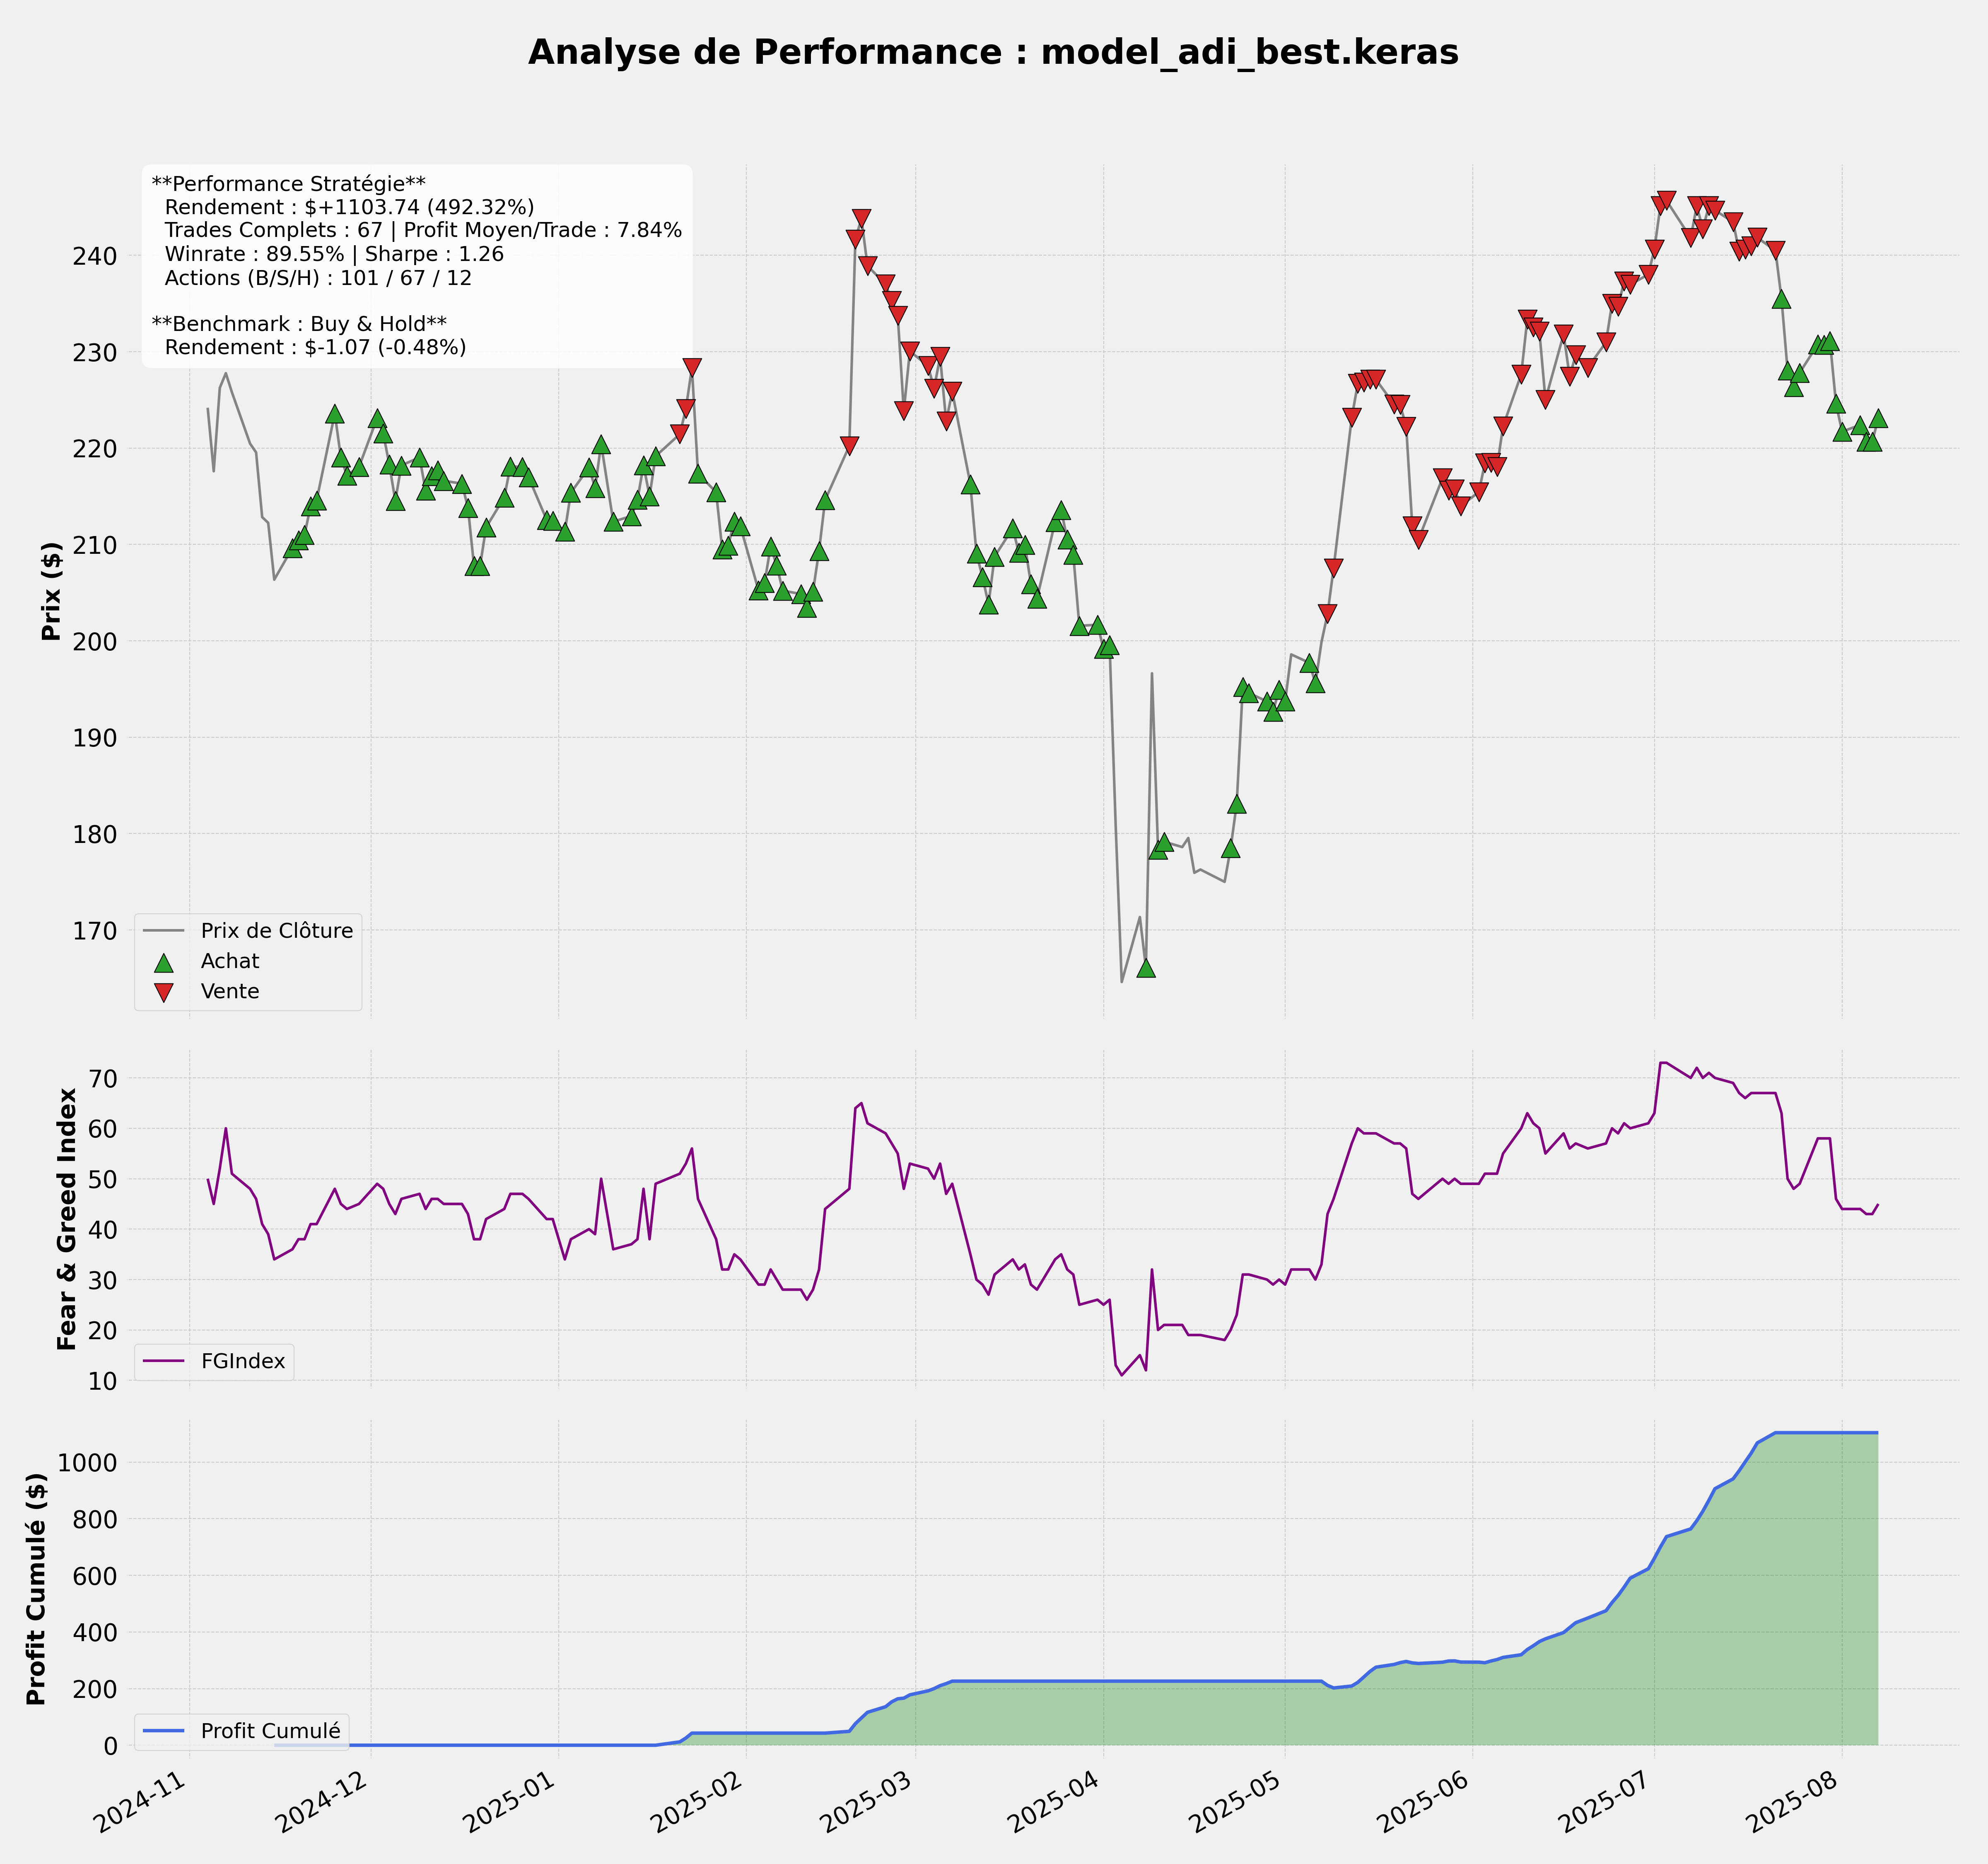 Analyse de Performance : model_adi_best.keras
**Performance Stratégie**
Rendement : $+1103.74 (492.32%)
Trades Complets : 67 | Profit Moyen/Trade : 7.84%
Winrate : 89.55% | Sharpe : 1.26
Actions (B/S/H) : 101 / 67 / 12
**Benchmark : Buy & Hold**
Rendement : $-1.07 (-0.48%)
Prix ($)
240
230
220
210
200
190
180
170
Prix de Clôture
Achat
Vente
Fear & Greed Index
70
60
50
40
30
20
10
FGIndex
Profit Cumulé ($)
1000
800
600
400
200
0
Profit Cumulé
2024-11
2024-12
2025-01
2025-02
2025-03
2025-04
2025-05
2025-06
2025-07
2025-08